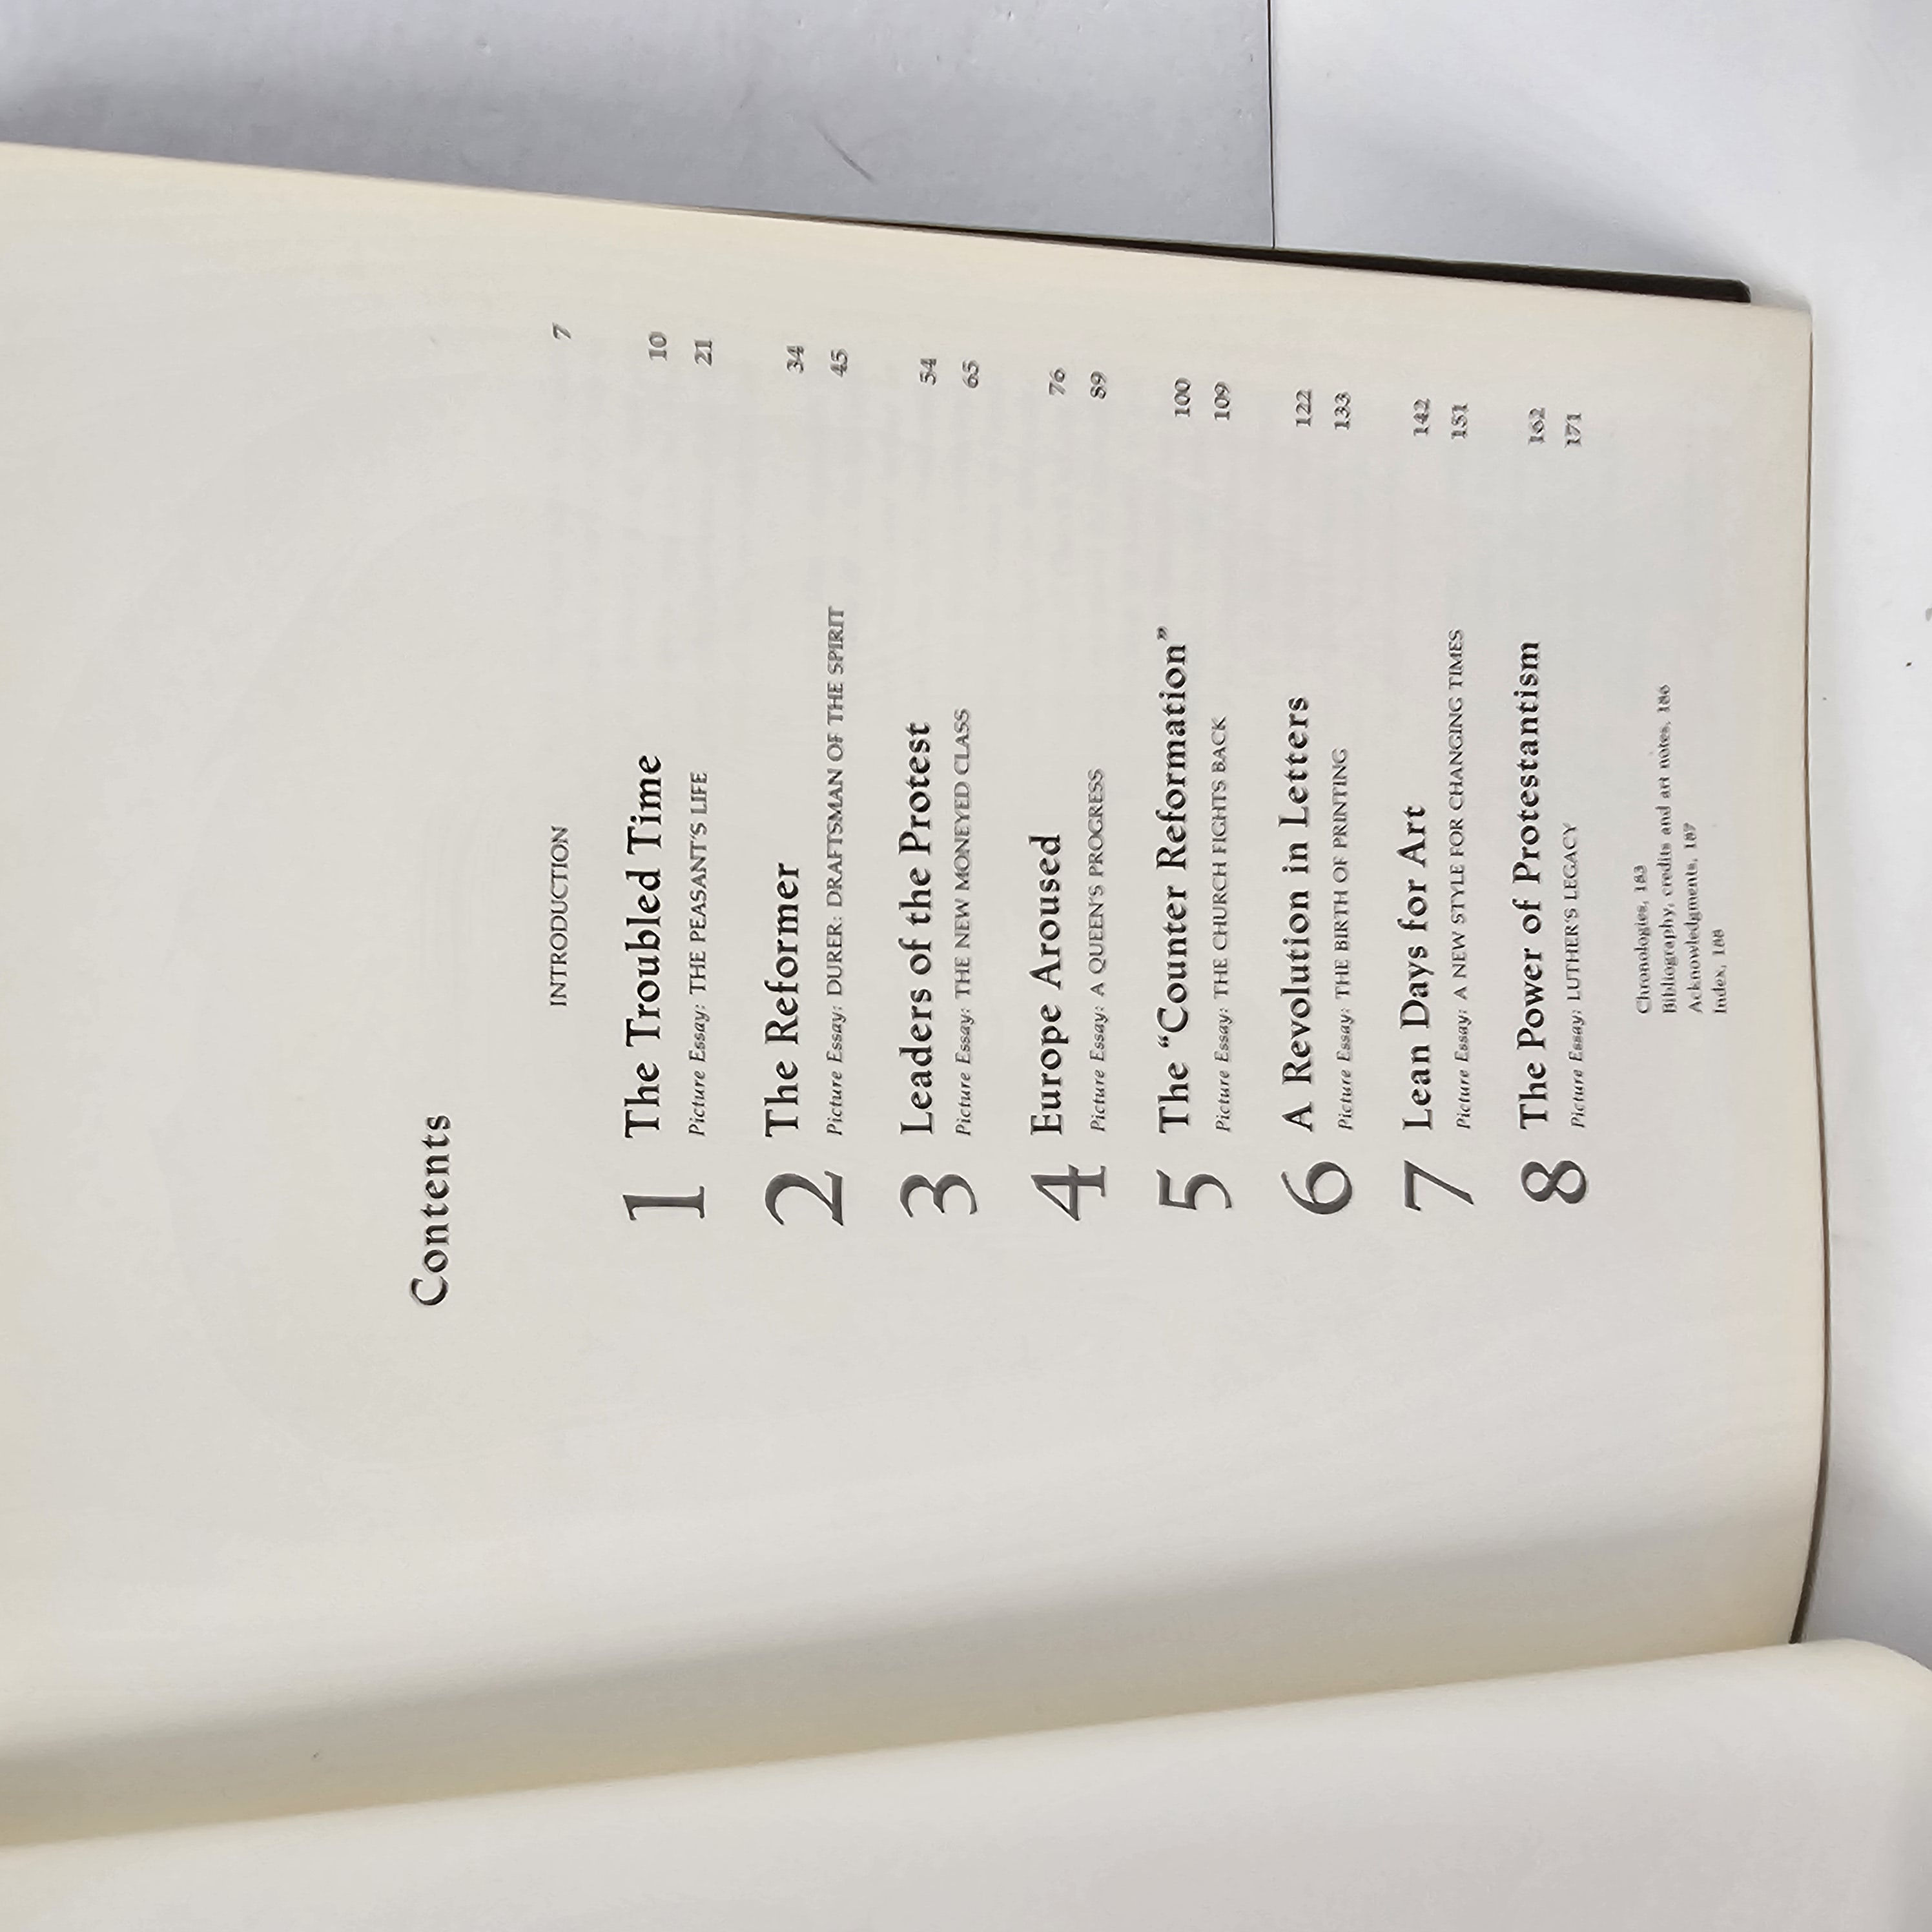 Contents
INTRODUCTION 7
1 The Troubled Time 10
Picture Essay: THE PEASANT'S LIFE 21
2 The Reformer 34
Picture Essay: DURER: DRAFTSMAN OF THE SPIRIT 45
3 Leaders of the Protest 54
Picture Essay: THE NEW MONEYED CLASS 65
4 Europe Aroused 76
Picture Essay: A QUEEN'S PROGRESS 89
5 The “Counter Reformation” 100
Picture Essay: THE CHURCH FIGHTS BACK 109
6 A Revolution in Letters 122
Picture Essay: THE BIRTH OF PRINTING 133
7 Lean Days for Art 142
Picture Essay: A NEW STYLE FOR CHANGING TIMES 151
8 The Power of Protestantism 162
Picture Essay: LUTHER'S LEGACY 171
Chronologies, 183
Bibliography, credits and art notes, 186
Acknowledgments, 187
Index, 188